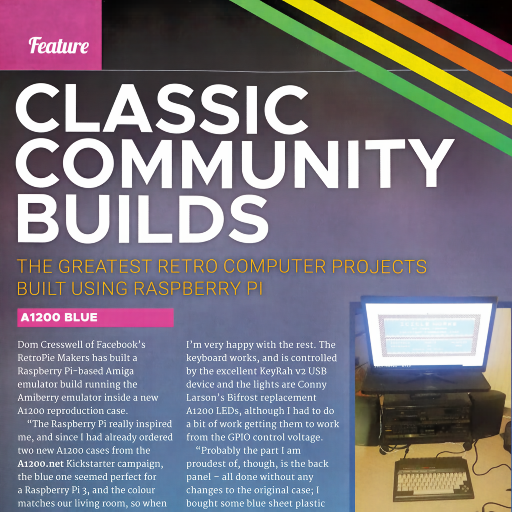 Feature
CLASSIC
COMMUNITY
BUILDS
THE GREATEST RETRO COMPUTER PROJECTS
BUILT USING RASPBERRY PI
A1200 BLUE
Dom Cresswell of Facebook's
RetroPie Makers has built a
Raspberry Pi-based Amiga
emulator build running the
Amiberry emulator inside a new
A1200 reproduction case.
"The Raspberry Pi really inspired
me, and since I had already ordered
two new A1200 cases from the
A1200.net Kickstarter campaign,
the blue one seemed perfect for
a Raspberry Pi 3, and the colour
matches our living room, so when
I'm very happy with the rest. The
keyboard works, and is controlled
by the excellent KeyRah v2 USB
device and the lights are Conny
Larson's Bifrost replacement
A1200 LEDs, although I had to do
a bit of work getting them to work
from the GPIO control voltage.
"Probably the part I am
proudest of, though, is the back
panel – all done without any
changes to the original case; I
bought some blue sheet plastic